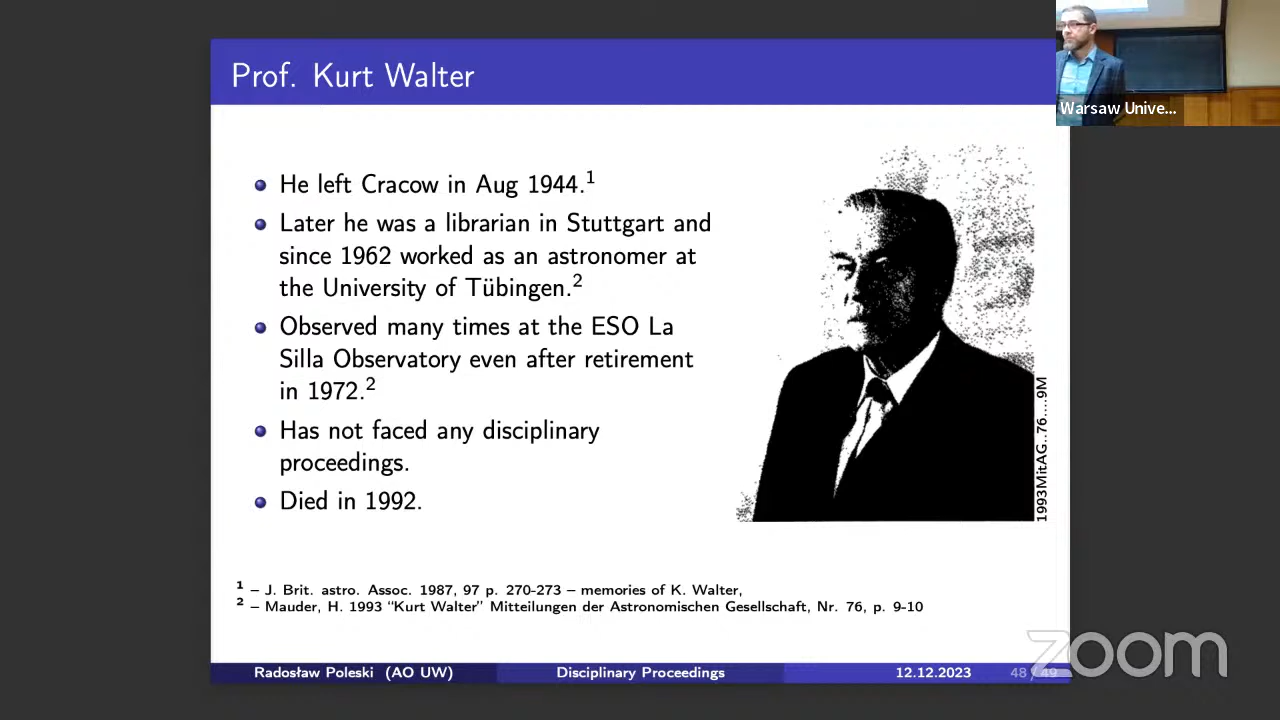 Prof. Kurt Walter
Warsaw Unive...
He left Cracow in Aug 1944.1
Later he was a librarian in Stuttgart and
since 1962 worked as an astronomer at
the University of Tübingen.2
Observed many times at the ESO La
Silla Observatory even after retirement
in 1972.2
Has not faced any disciplinary
proceedings.
Died in 1992.
1993MitAG..76....9M
1 – J. Brit. astro. Assoc. 1987, 97 p. 270-273 – memories of K. Walter,
2 – Mauder, H. 1993 “Kurt Walter” Mitteilungen der Astronomischen Gesellschaft, Nr. 76, p. 9-10
Radosław Poleski (AO UW) Disciplinary Proceedings 12.12.2023 48 / 49
zoom